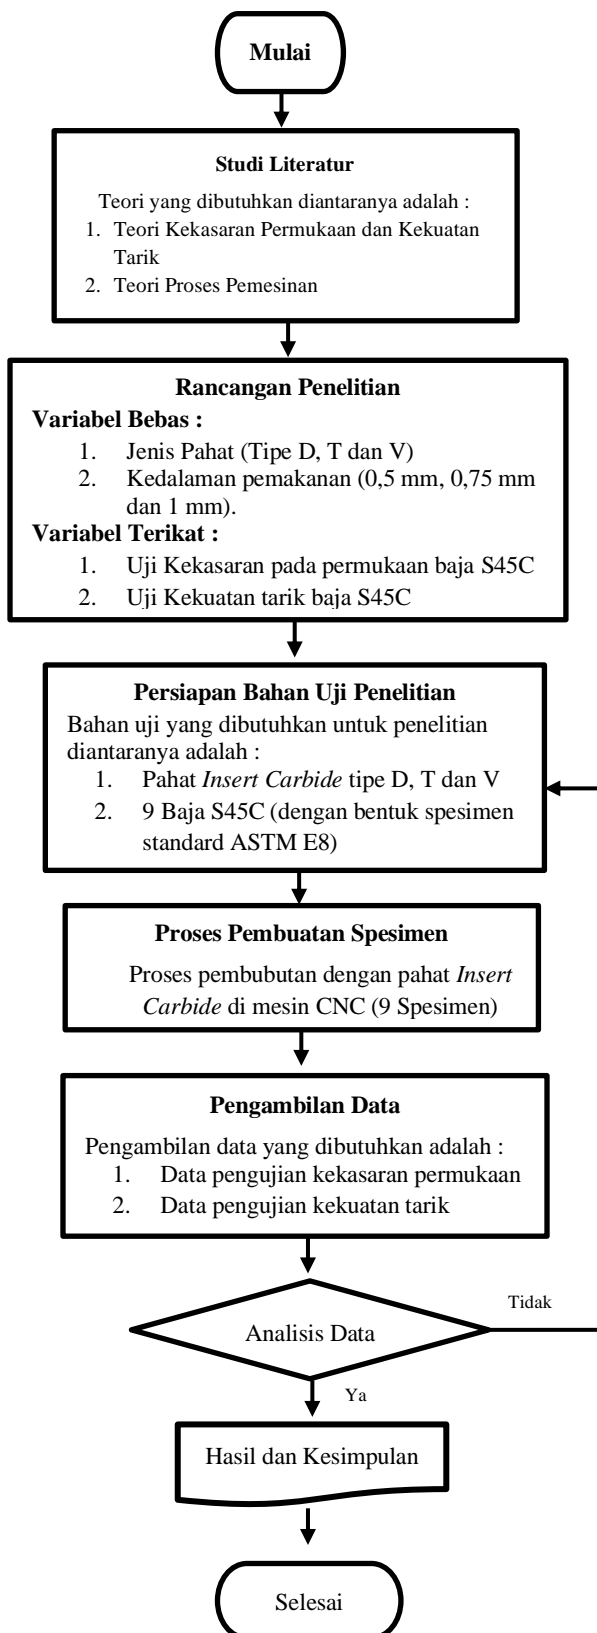 Mulai
Studi Literatur
Teori yang dibutuhkan diantaranya adalah :
1. Teori Kekasaran Permukaan dan Kekuatan
Tarik
2. Teori Proses Pemesinan
Rancangan Penelitian
Variabel Bebas :
1. Jenis Pahat (Tipe D, T dan V)
2. Kedalaman pemakanan (0,5 mm, 0,75 mm
dan 1 mm).
Variabel Terikat :
1. Uji Kekasaran pada permukaan baja S45C
2. Uji Kekuatan tarik baja S45C
Persiapan Bahan Uji Penelitian
Bahan uji yang dibutuhkan untuk penelitian
diantaranya adalah :
1. Pahat Insert Carbide tipe D, T dan V
2. 9 Baja S45C (dengan bentuk spesimen
standard ASTM E8)
Proses Pembuatan Spesimen
Proses pembubutan dengan pahat Insert
Carbide di mesin CNC (9 Spesimen)
Pengambilan Data
Pengambilan data yang dibutuhkan adalah :
1. Data pengujian kekasaran permukaan
2. Data pengujian kekuatan tarik
Tidak
Analisis Data
Ya
Hasil dan Kesimpulan
Selesai